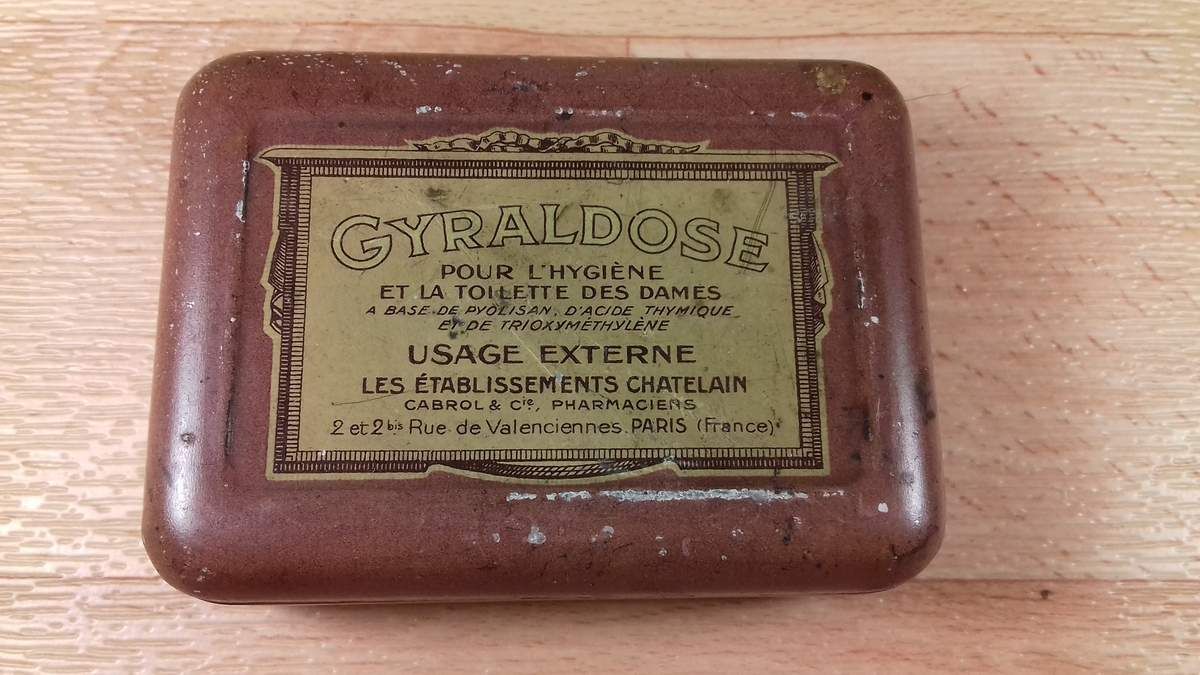 GYRALDOSE
POUR L'HYGIÈNE
ET LA TOILETTE DES DAMES
A BASE DE PYOLISAN, D'ACIDE THYMIQUE
ET DE TRIOXYMÉTHYLÈNE
USAGE EXTERNE
LES ÉTABLISSEMENTS CHATELAIN
CABROL & Cie, PHARMACIENS
2 et 2 bis Rue de Valenciennes. PARIS (France)